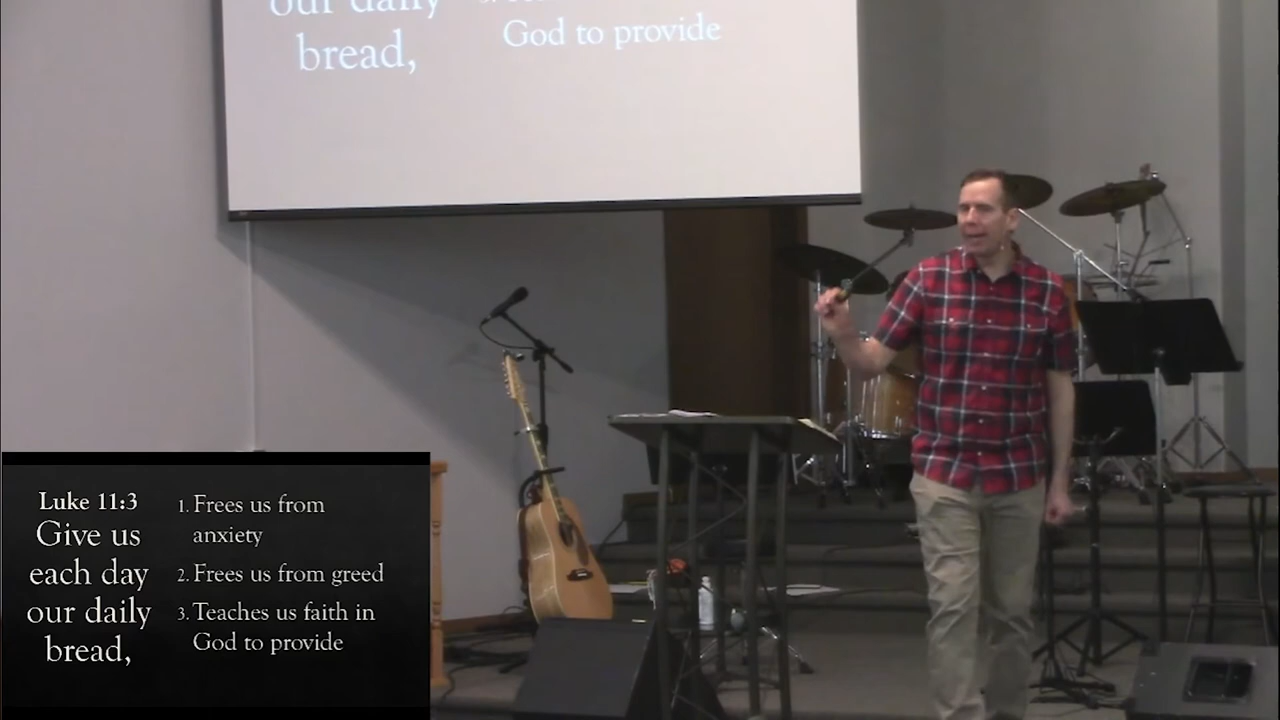 our daily
bread,
God to provide
Luke 11:3
Give us
each day
our daily
bread,
1. Frees us from
anxiety
2. Frees us from greed
3. Teaches us faith in
God to provide